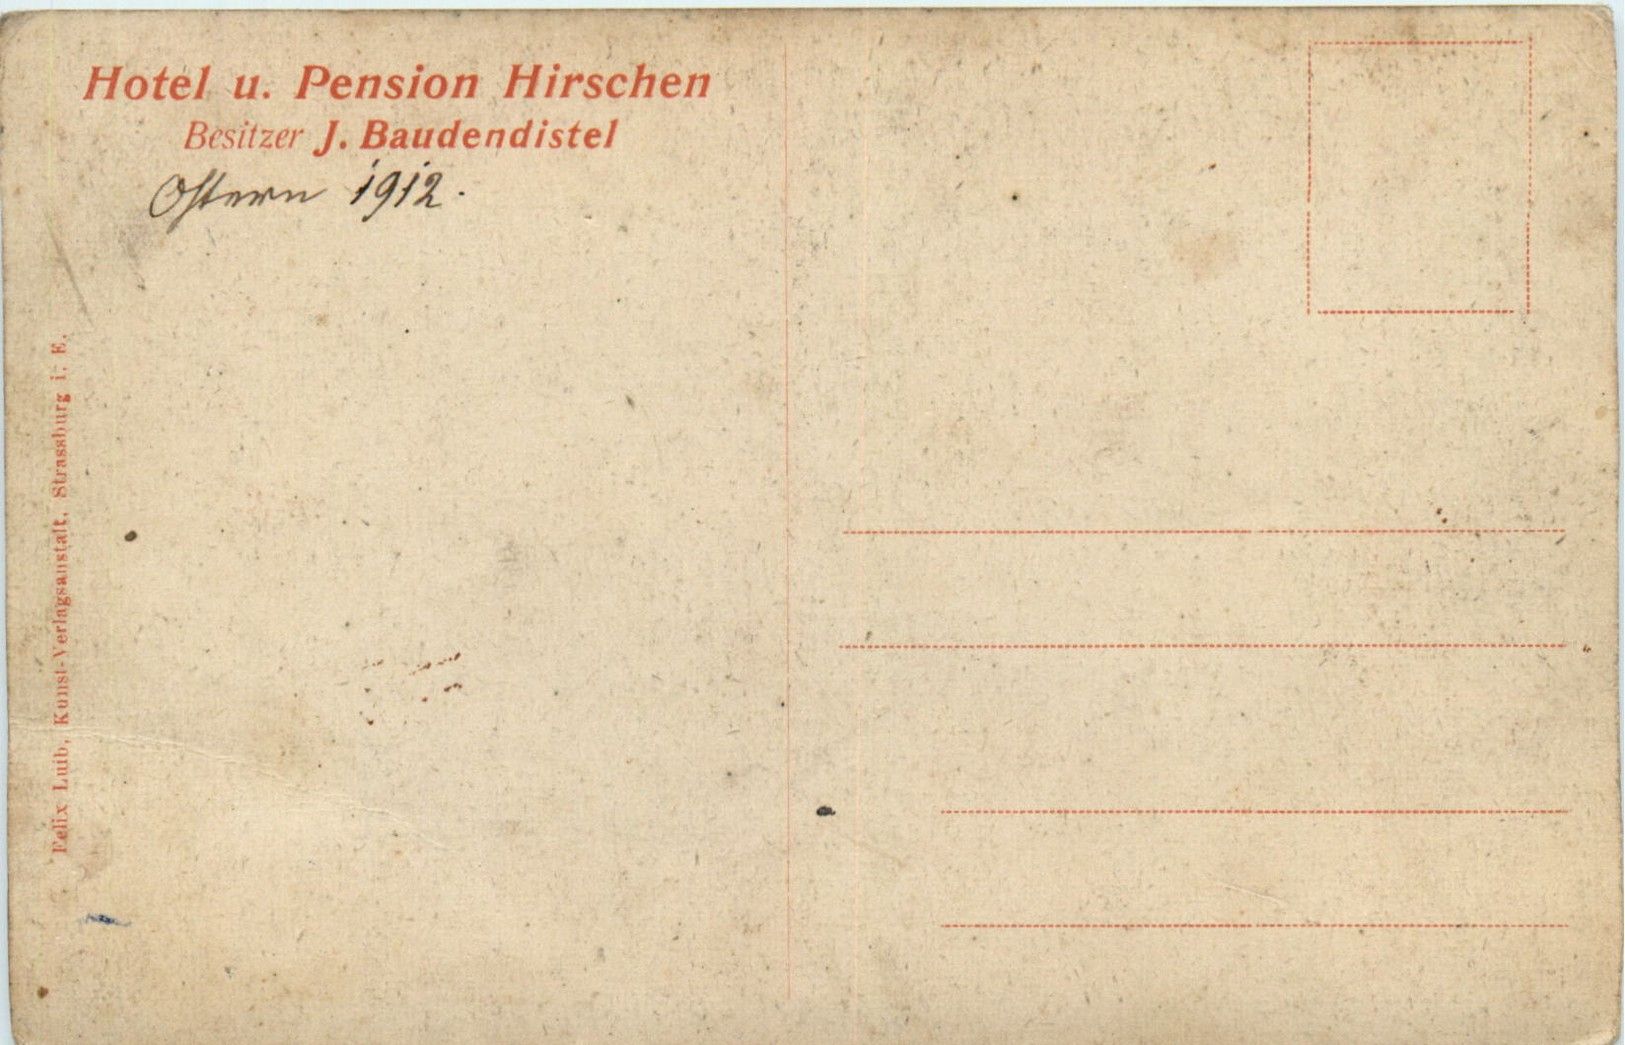 Hotel u. Pension Hirschen
Besitzer J. Baudendistel
Ostern 1912.
Felix Luib, Kunst-Verlagsanstalt, Strassburg i. E.